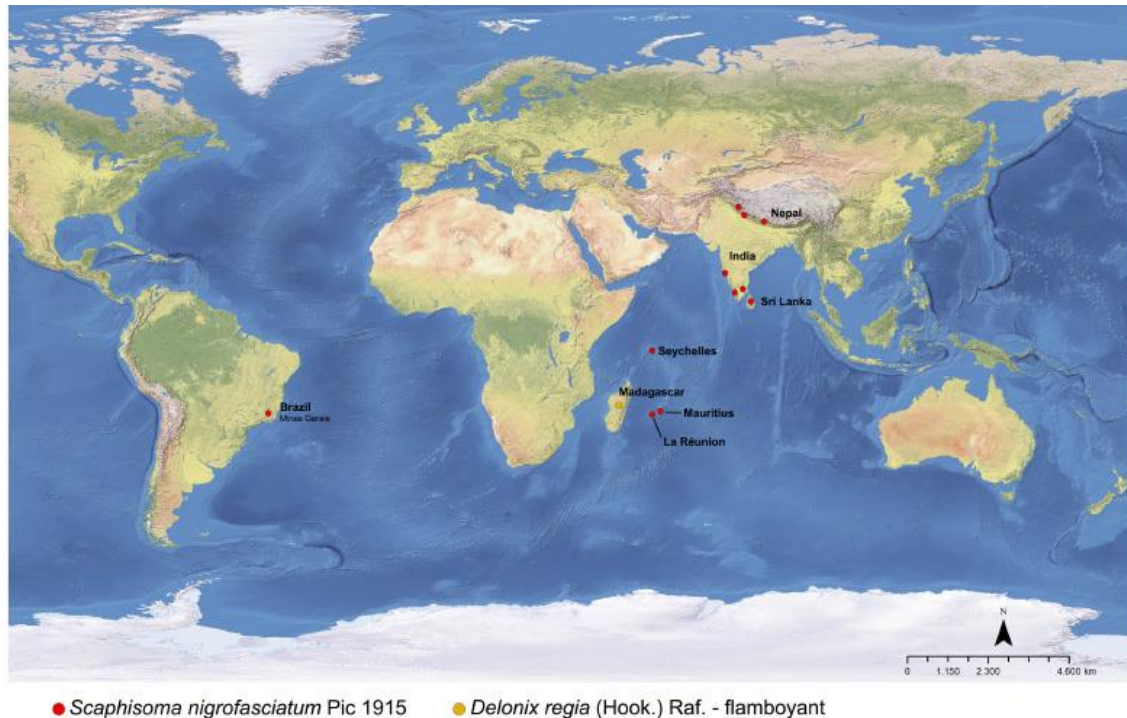 Nepal
India
Sri Lanka
Seychelles
Madagascar
Brazil
Minas Gerais
Mauritius
La Réunion
N
0 1.150 2.300 4.600 km
Scaphisoma nigrofasciatum Pic 1915 Delonix regia (Hook.) Raf. - flamboyant